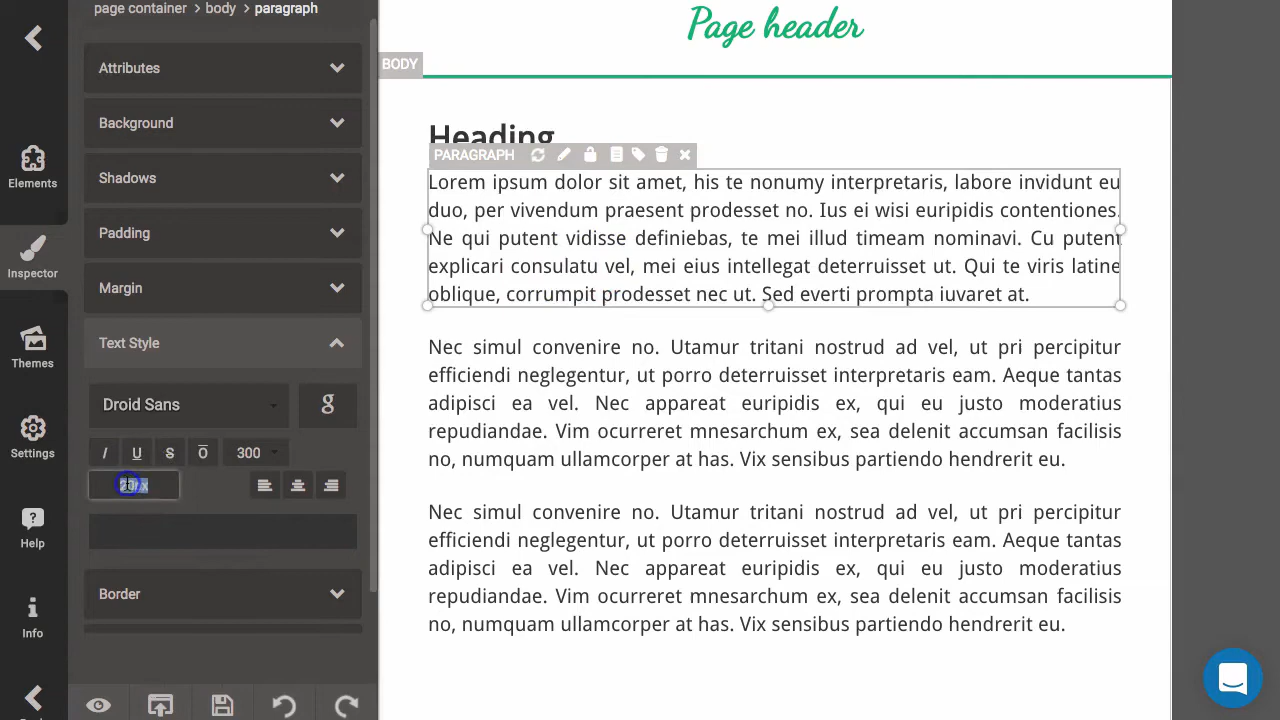 page container > body > paragraph
Attributes
Background
Shadows
Padding
Margin
Text Style
Droid Sans
g
I U S O 300
20px
Border
Elements
Inspector
Themes
Settings
Help
Info
Page header
BODY
Heading
PARAGRAPH
Lorem ipsum dolor sit amet, his te nonumy interpretaris, labore invidunt eu
duo, per vivendum praesent prodesset no. Ius ei wisi euripidis contentiones.
Ne qui putent vidisse definiebas, te mei illud timeam nominavi. Cu putent
explicari consulatu vel, mei eius intellegat deterruisset ut. Qui te viris latine
oblique, corrumpit prodesset nec ut. Sed everti prompta iuvaret at.
Nec simul convenire no. Utamur tritani nostrud ad vel, ut pri percipitur
efficiendi neglegentur, ut porro deterruisset interpretaris eam. Aeque tantas
adipisci ea vel. Nec appareat euripidis ex, qui eu justo moderatius
repudiandae. Vim ocurreret mnesarchum ex, sea delenit accumsan facilisis
no, numquam ullamcorper at has. Vix sensibus partiendo hendrerit eu.
Nec simul convenire no. Utamur tritani nostrud ad vel, ut pri percipitur
efficiendi neglegentur, ut porro deterruisset interpretaris eam. Aeque tantas
adipisci ea vel. Nec appareat euripidis ex, qui eu justo moderatius
repudiandae. Vim ocurreret mnesarchum ex, sea delenit accumsan facilisis
no, numquam ullamcorper at has. Vix sensibus partiendo hendrerit eu.